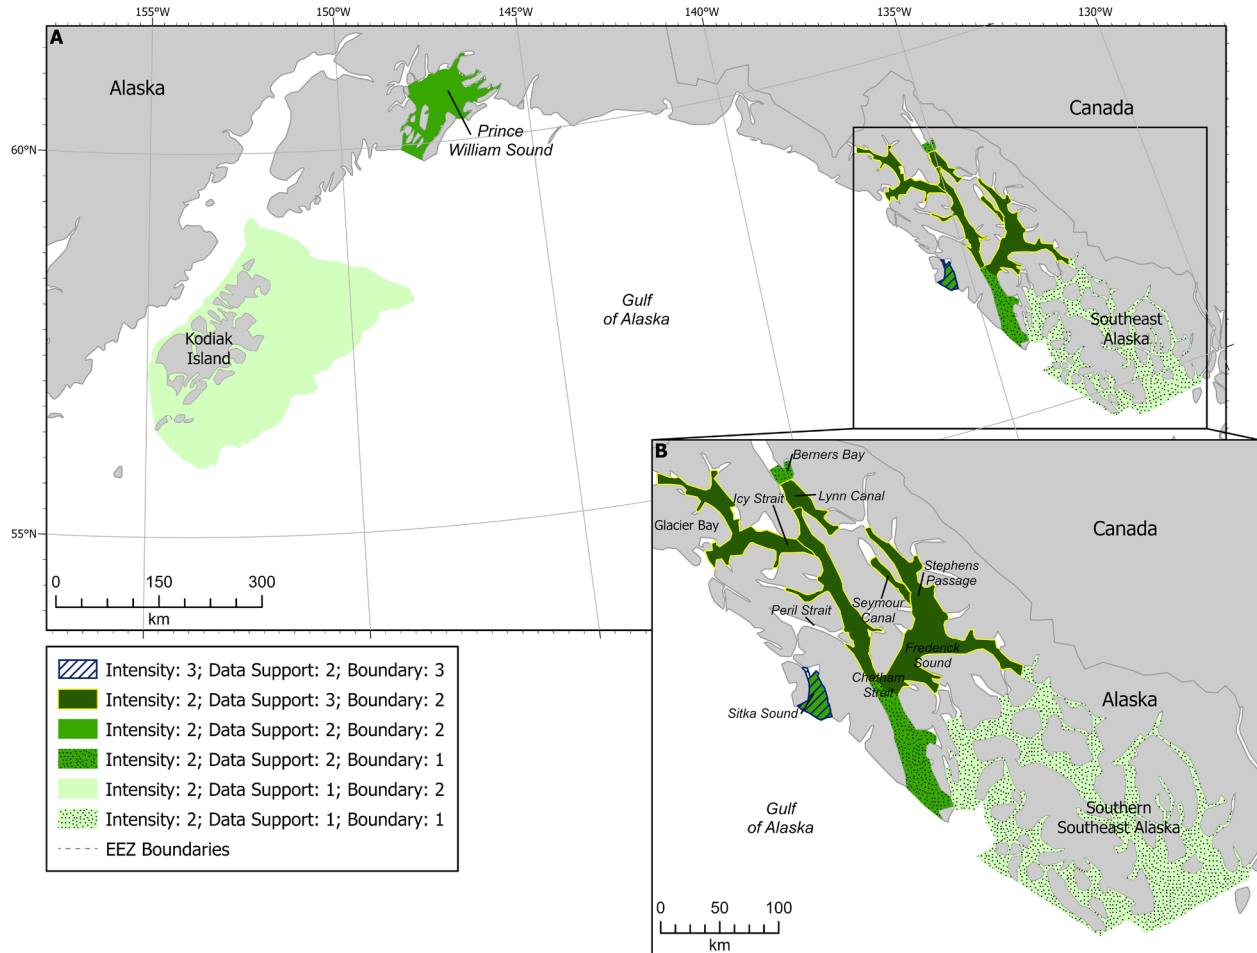 155°W
150°W
145°W
140°W
135°W
130°W
A
Alaska
Canada
Prince
William Sound
60°N
Gulf
of Alaska
Kodiak
Island
Southeast
Alaska
55°N
0 150 300
km
B
Berners Bay
Icy Strait
Lynn Canal
Glacier Bay
Canada
Stephens
Passage
Seymour
Canal
Peril Strait
Frederick
Sound
Chatham
Strait
Alaska
Sitka Sound
Gulf
of Alaska
Southern
Southeast Alaska
0 50 100
km
Intensity: 3; Data Support: 2; Boundary: 3
Intensity: 2; Data Support: 3; Boundary: 2
Intensity: 2; Data Support: 2; Boundary: 2
Intensity: 2; Data Support: 2; Boundary: 1
Intensity: 2; Data Support: 1; Boundary: 2
Intensity: 2; Data Support: 1; Boundary: 1
EEZ Boundaries